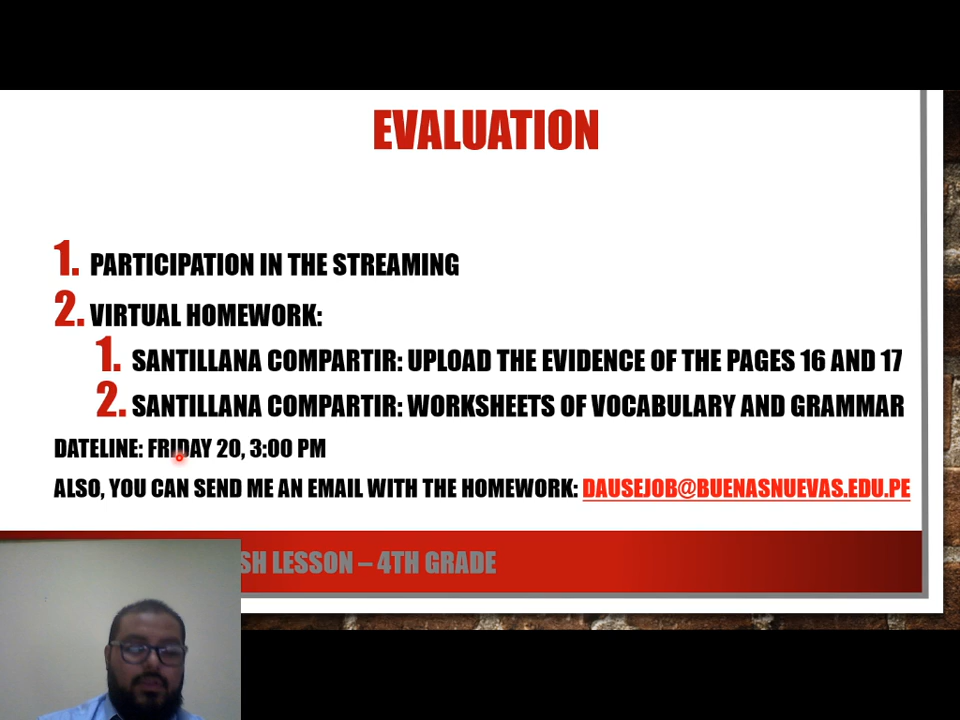 EVALUATION
1. PARTICIPATION IN THE STREAMING
2. VIRTUAL HOMEWORK:
1. SANTILLANA COMPARTIR: UPLOAD THE EVIDENCE OF THE PAGES 16 AND 17
2. SANTILLANA COMPARTIR: WORKSHEETS OF VOCABULARY AND GRAMMAR
DATELINE: FRIDAY 20, 3:00 PM
ALSO, YOU CAN SEND ME AN EMAIL WITH THE HOMEWORK: DAUSEJOB@BUENASNUEVAS.EDU.PE
SH LESSON – 4TH GRADE